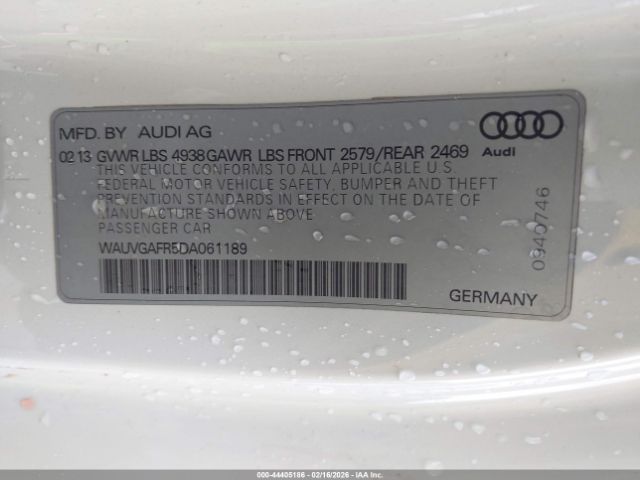 MFD. BY AUDI AG
02 13 GVWR LBS 4938 GAWR LBS FRONT 2579/REAR 2469
Audi
THIS VEHICLE CONFORMS TO ALL APPLICABLE U.S.
FEDERAL MOTOR VEHICLE SAFETY, BUMPER AND THEFT
PREVENTION STANDARDS IN EFFECT ON THE DATE OF
MANUFACTURE SHOWN ABOVE.
PASSENGER CAR
WAUVGAFR5DA061189
0940746
GERMANY
000-44405186 - 02/16/2026 - IAAI.COM